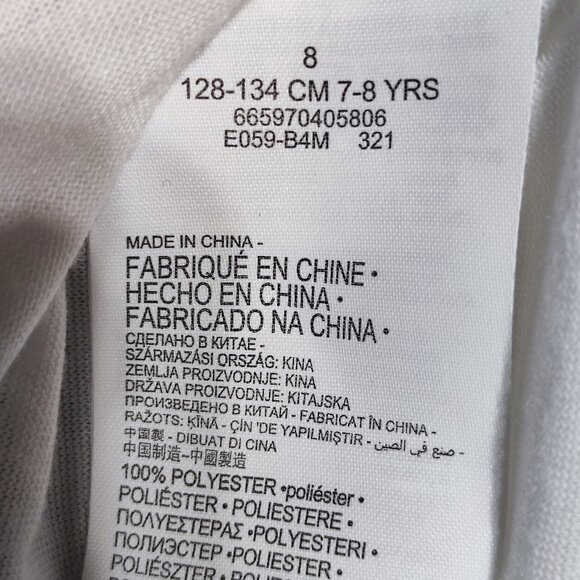 8
128-134 CM 7-8 YRS
665970405806
E059-B4M 321
MADE IN CHINA -
FABRIQUÉ EN CHINE •
HECHO EN CHINA •
FABRICADO NA CHINA •
СДЕЛАНО В КИТАЕ -
SZÁRMAZÁSI ORSZÁG: KINA
ZEMLJA PROIZVODNJE: KINA
DRŽAVA PROIZVODNJE: KITAJSKA
ПРОИЗВЕДЕНО В КИТАЙ - FABRICAT ÎN CHINA -
RAŽOTS: ĶĪNĀ - ÇİN 'DE YAPILMIŞTIR - صنع في الصين -
中国製 - DIBUAT DI CINA
中国制造-中國製造
100% POLYESTER •poliéster •
POLIÉSTER • POLIESTERE •
ΠΟΛΥΕΣΤΕΡΑΣ •POLYESTERI •
ПОЛИЭСТЕР • POLIESTER •
POLIÉSZTER • POLIESTER